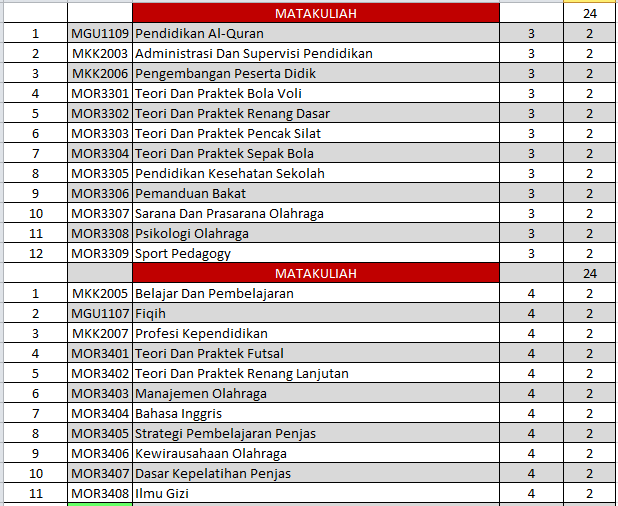 MATAKULIAH 24
1 MGU1109 Pendidikan Al-Quran 3 2
2 MKK2003 Administrasi Dan Supervisi Pendidikan 3 2
3 MKK2006 Pengembangan Peserta Didik 3 2
4 MOR3301 Teori Dan Praktek Bola Voli 3 2
5 MOR3302 Teori Dan Praktek Renang Dasar 3 2
6 MOR3303 Teori Dan Praktek Pencak Silat 3 2
7 MOR3304 Teori Dan Praktek Sepak Bola 3 2
8 MOR3305 Pendidikan Kesehatan Sekolah 3 2
9 MOR3306 Pemanduan Bakat 3 2
10 MOR3307 Sarana Dan Prasarana Olahraga 3 2
11 MOR3308 Psikologi Olahraga 3 2
12 MOR3309 Sport Pedagogy 3 2
MATAKULIAH 24
1 MKK2005 Belajar Dan Pembelajaran 4 2
2 MGU1107 Fiqih 4 2
3 MKK2007 Profesi Kependidikan 4 2
4 MOR3401 Teori Dan Praktek Futsal 4 2
5 MOR3402 Teori Dan Praktek Renang Lanjutan 4 2
6 MOR3403 Manajemen Olahraga 4 2
7 MOR3404 Bahasa Inggris 4 2
8 MOR3405 Strategi Pembelajaran Penjas 4 2
9 MOR3406 Kewirausahaan Olahraga 4 2
10 MOR3407 Dasar Kepelatihan Penjas 4 2
11 MOR3408 Ilmu Gizi 4 2